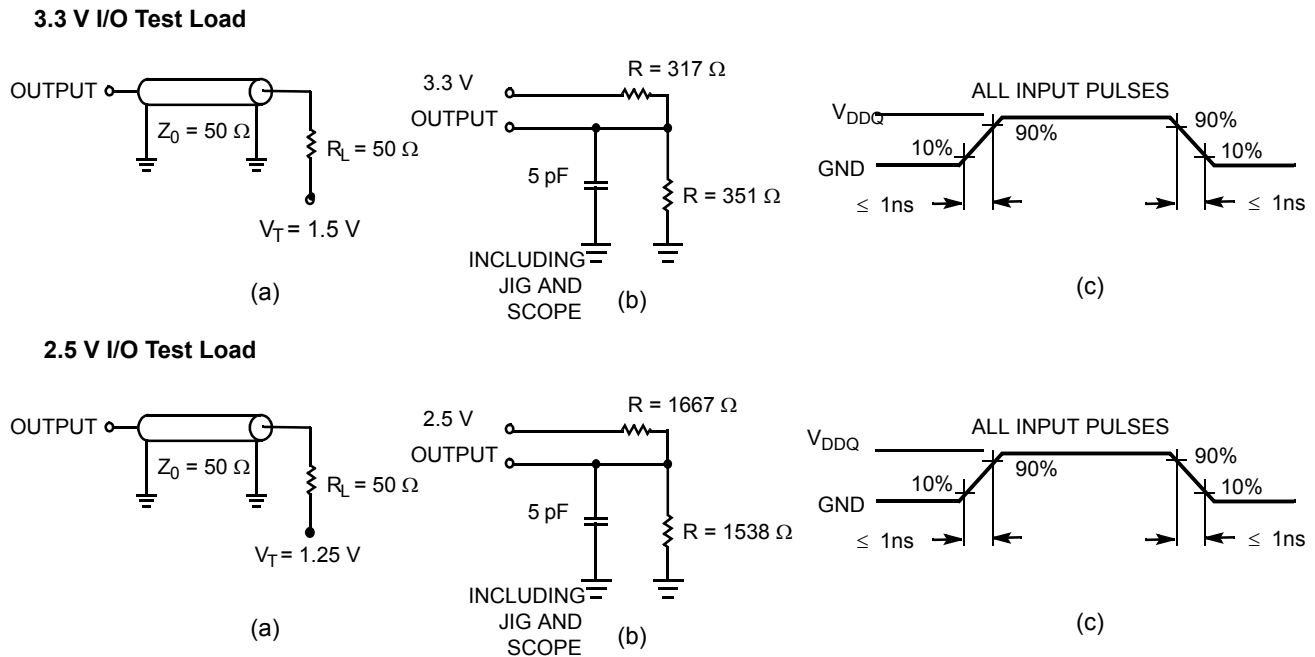 3.3 V I/O Test Load
OUTPUT
Z0 = 50 Ω
RL = 50 Ω
VT = 1.5 V
(a)
3.3 V
OUTPUT
R = 317 Ω
5 pF
R = 351 Ω
INCLUDING
JIG AND
SCOPE
(b)
ALL INPUT PULSES
VDDQ
GND
10%
90%
90%
10%
≤ 1ns
≤ 1ns
(c)
2.5 V I/O Test Load
OUTPUT
Z0 = 50 Ω
RL = 50 Ω
VT = 1.25 V
(a)
2.5 V
OUTPUT
R = 1667 Ω
5 pF
R = 1538 Ω
INCLUDING
JIG AND
SCOPE
(b)
ALL INPUT PULSES
VDDQ
GND
10%
90%
90%
10%
≤ 1ns
≤ 1ns
(c)